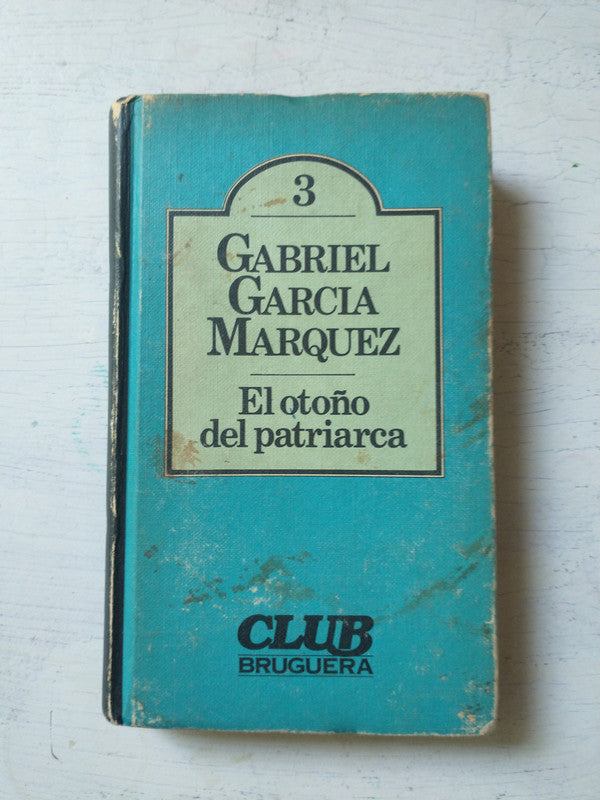 3
GABRIEL
GARCIA
MARQUEZ
El otoño
del patriarca
CLUB
BRUGUERA